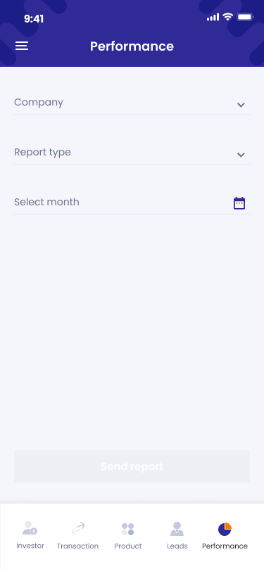 9:41
Performance
Company
Report type
Select month
Send report
Investor
Transaction
Product
Leads
Performance